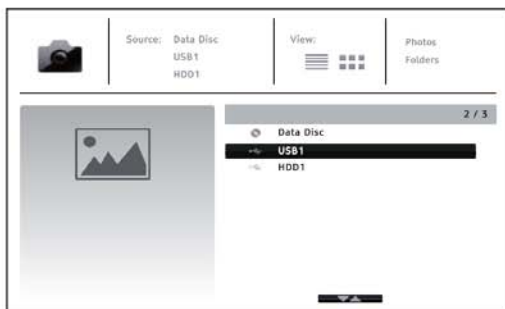 Source: Data Disc
USB1
HDD1
View:
Photos
Folders
2 / 3
Data Disc
USB1
HDD1